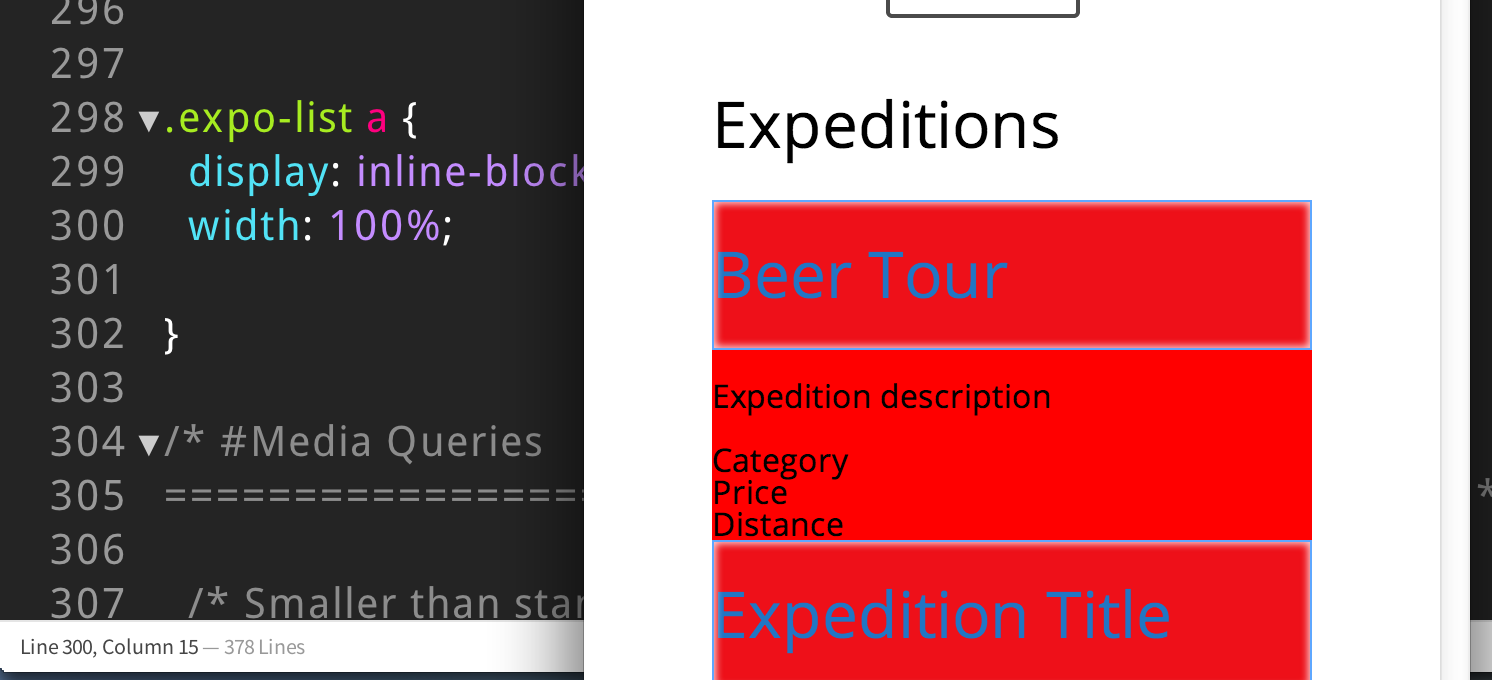 296
297
298 ▼.expo-list a {
299 display: inline-block
300 width: 100%;
301
302 }
303
304 ▼/* #Media Queries
305 ==================
306
307 /* Smaller than star
Line 300, Column 15 — 378 Lines
Expeditions
Beer Tour
Expedition description
Category
Price
Distance
Expedition Title
*